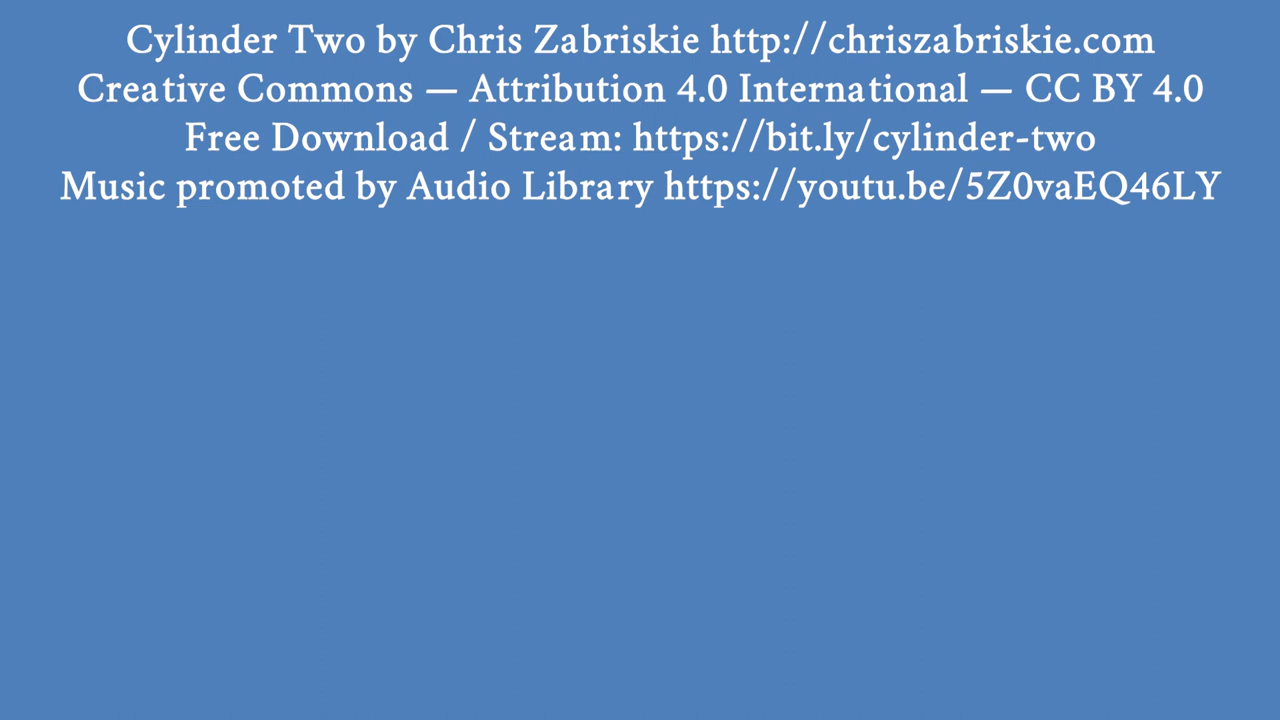 Cylinder Two by Chris Zabriskie http://chriszabriskie.com
Creative Commons — Attribution 4.0 International — CC BY 4.0
Free Download / Stream: https://bit.ly/cylinder-two
Music promoted by Audio Library https://youtu.be/5Z0vaEQ46LY